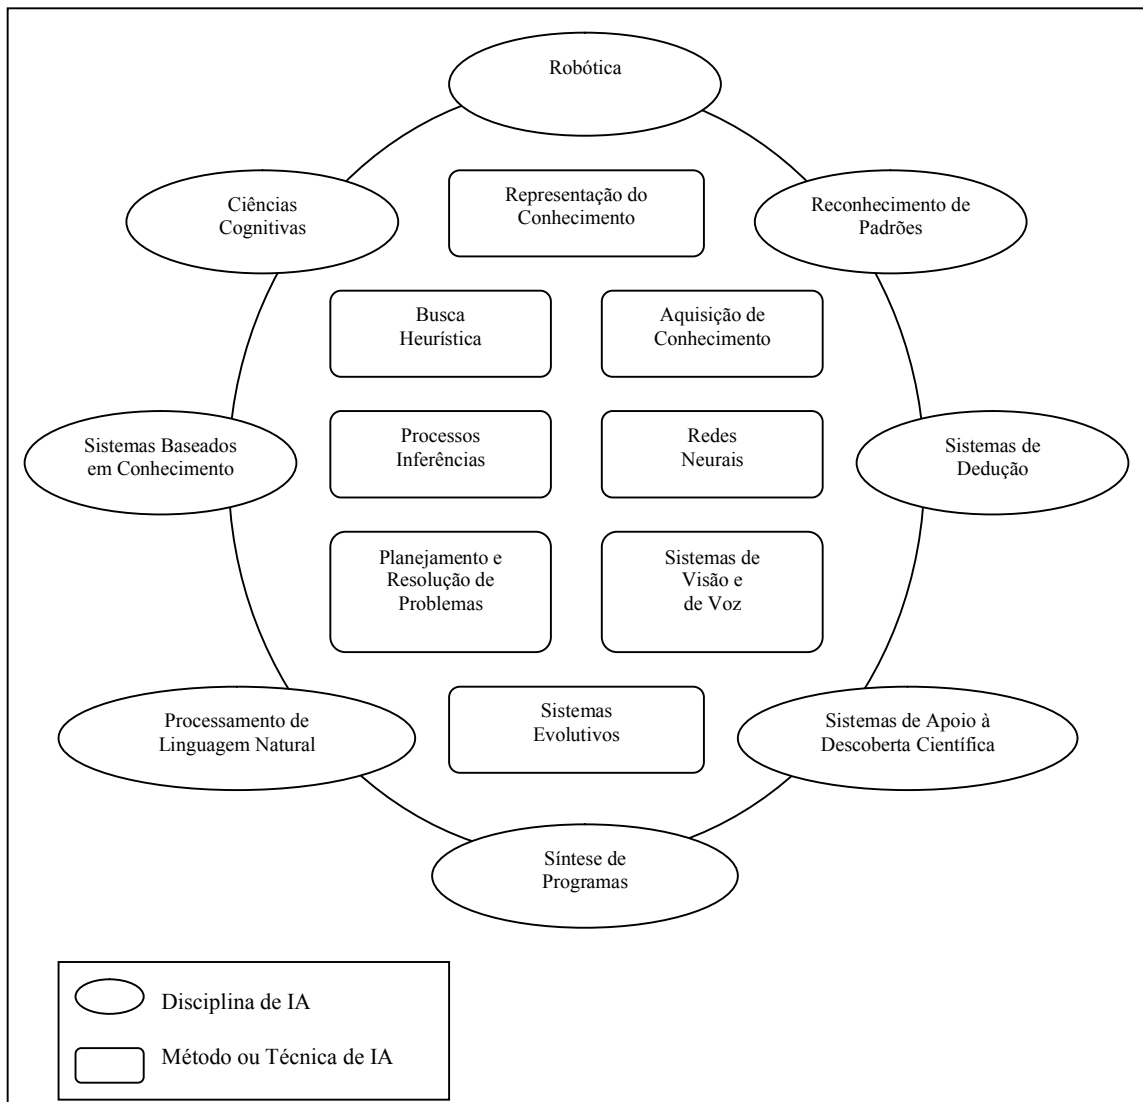 Robótica
Ciências
Cognitivas
Representação do
Conhecimento
Reconhecimento de
Padrões
Busca
Heurística
Aquisição de
Conhecimento
Sistemas Baseados
em Conhecimento
Processos
Inferências
Redes
Neurais
Sistemas de
Dedução
Planejamento e
Resolução de
Problemas
Sistemas de
Visão e
de Voz
Processamento de
Linguagem Natural
Sistemas
Evolutivos
Sistemas de Apoio à
Descoberta Científica
Síntese de
Programas
Disciplina de IA
Método ou Técnica de IA